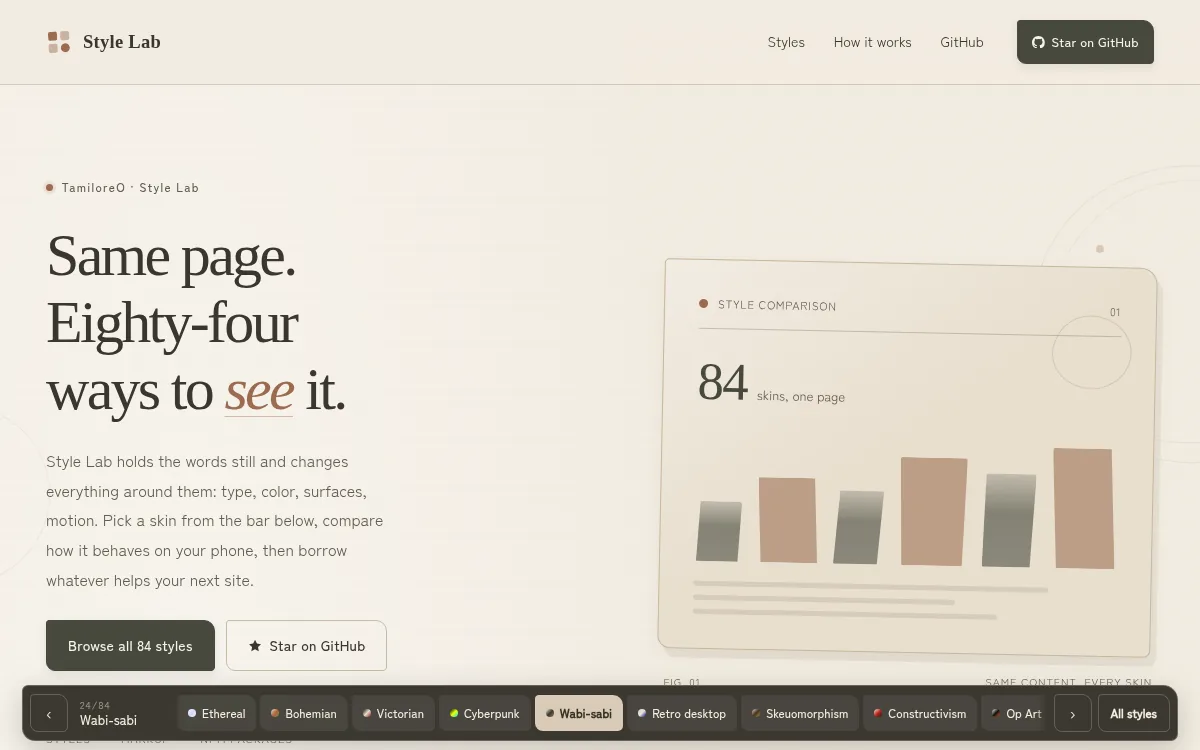 Style Lab
Styles
How it works
GitHub
Star on GitHub
TamiloreO · Style Lab
Same page.
Eighty-four
ways to see it.
Style Lab holds the words still and changes
everything around them: type, color, surfaces,
motion. Pick a skin from the bar below, compare
how it behaves on your phone, then borrow
whatever helps your next site.
Browse all 84 styles
★ Star on GitHub
STYLE COMPARISON
01
84 skins, one page
FIG. 01
SAME CONTENT, EVERY SKIN
‹
24/84
Wabi-sabi
Ethereal
Bohemian
Victorian
Cyberpunk
Wabi-sabi
Retro desktop
Skeuomorphism
Constructivism
Op Art
›
All styles